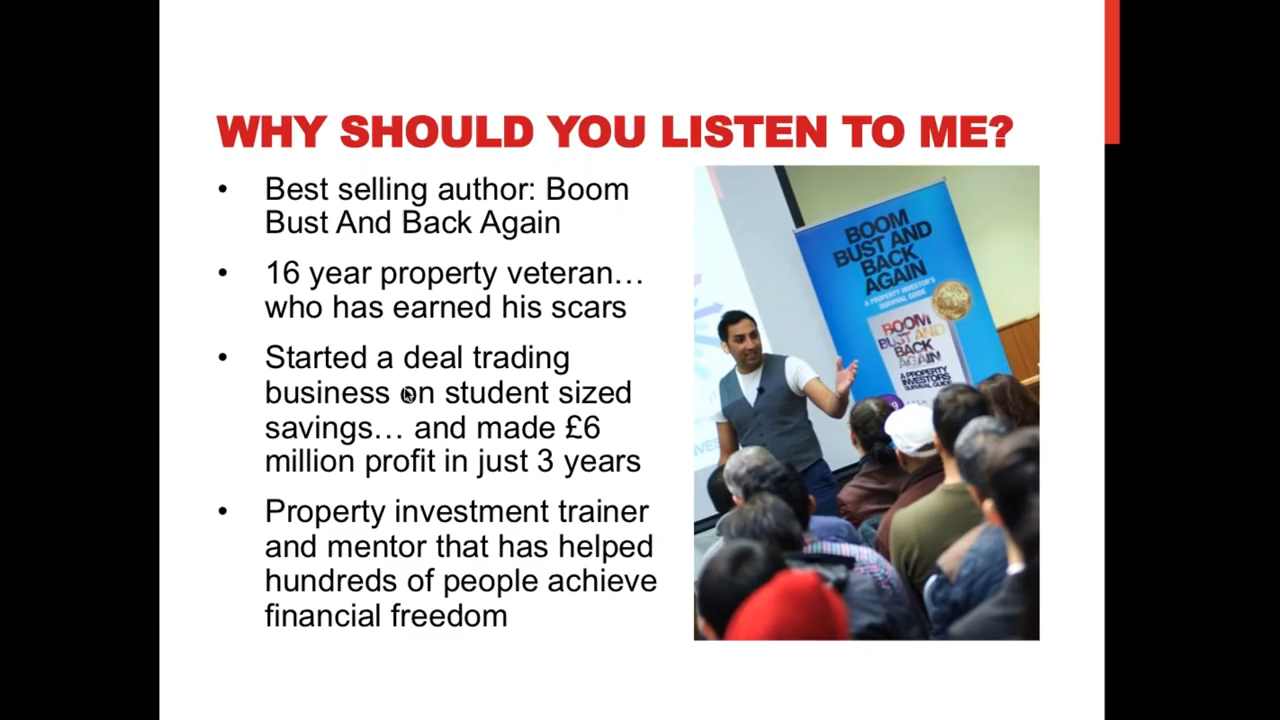 WHY SHOULD YOU LISTEN TO ME?
• Best selling author: Boom
Bust And Back Again
• 16 year property veteran…
who has earned his scars
• Started a deal trading
business on student sized
savings… and made £6
million profit in just 3 years
• Property investment trainer
and mentor that has helped
hundreds of people achieve
financial freedom
BOOM
BUST AND
BACK
AGAIN
A PROPERTY INVESTOR'S
SURVIVAL GUIDE
BOOM
BUST AND
BACK
AGAIN
A PROPERTY
INVESTORS
SURVIVAL GUIDE